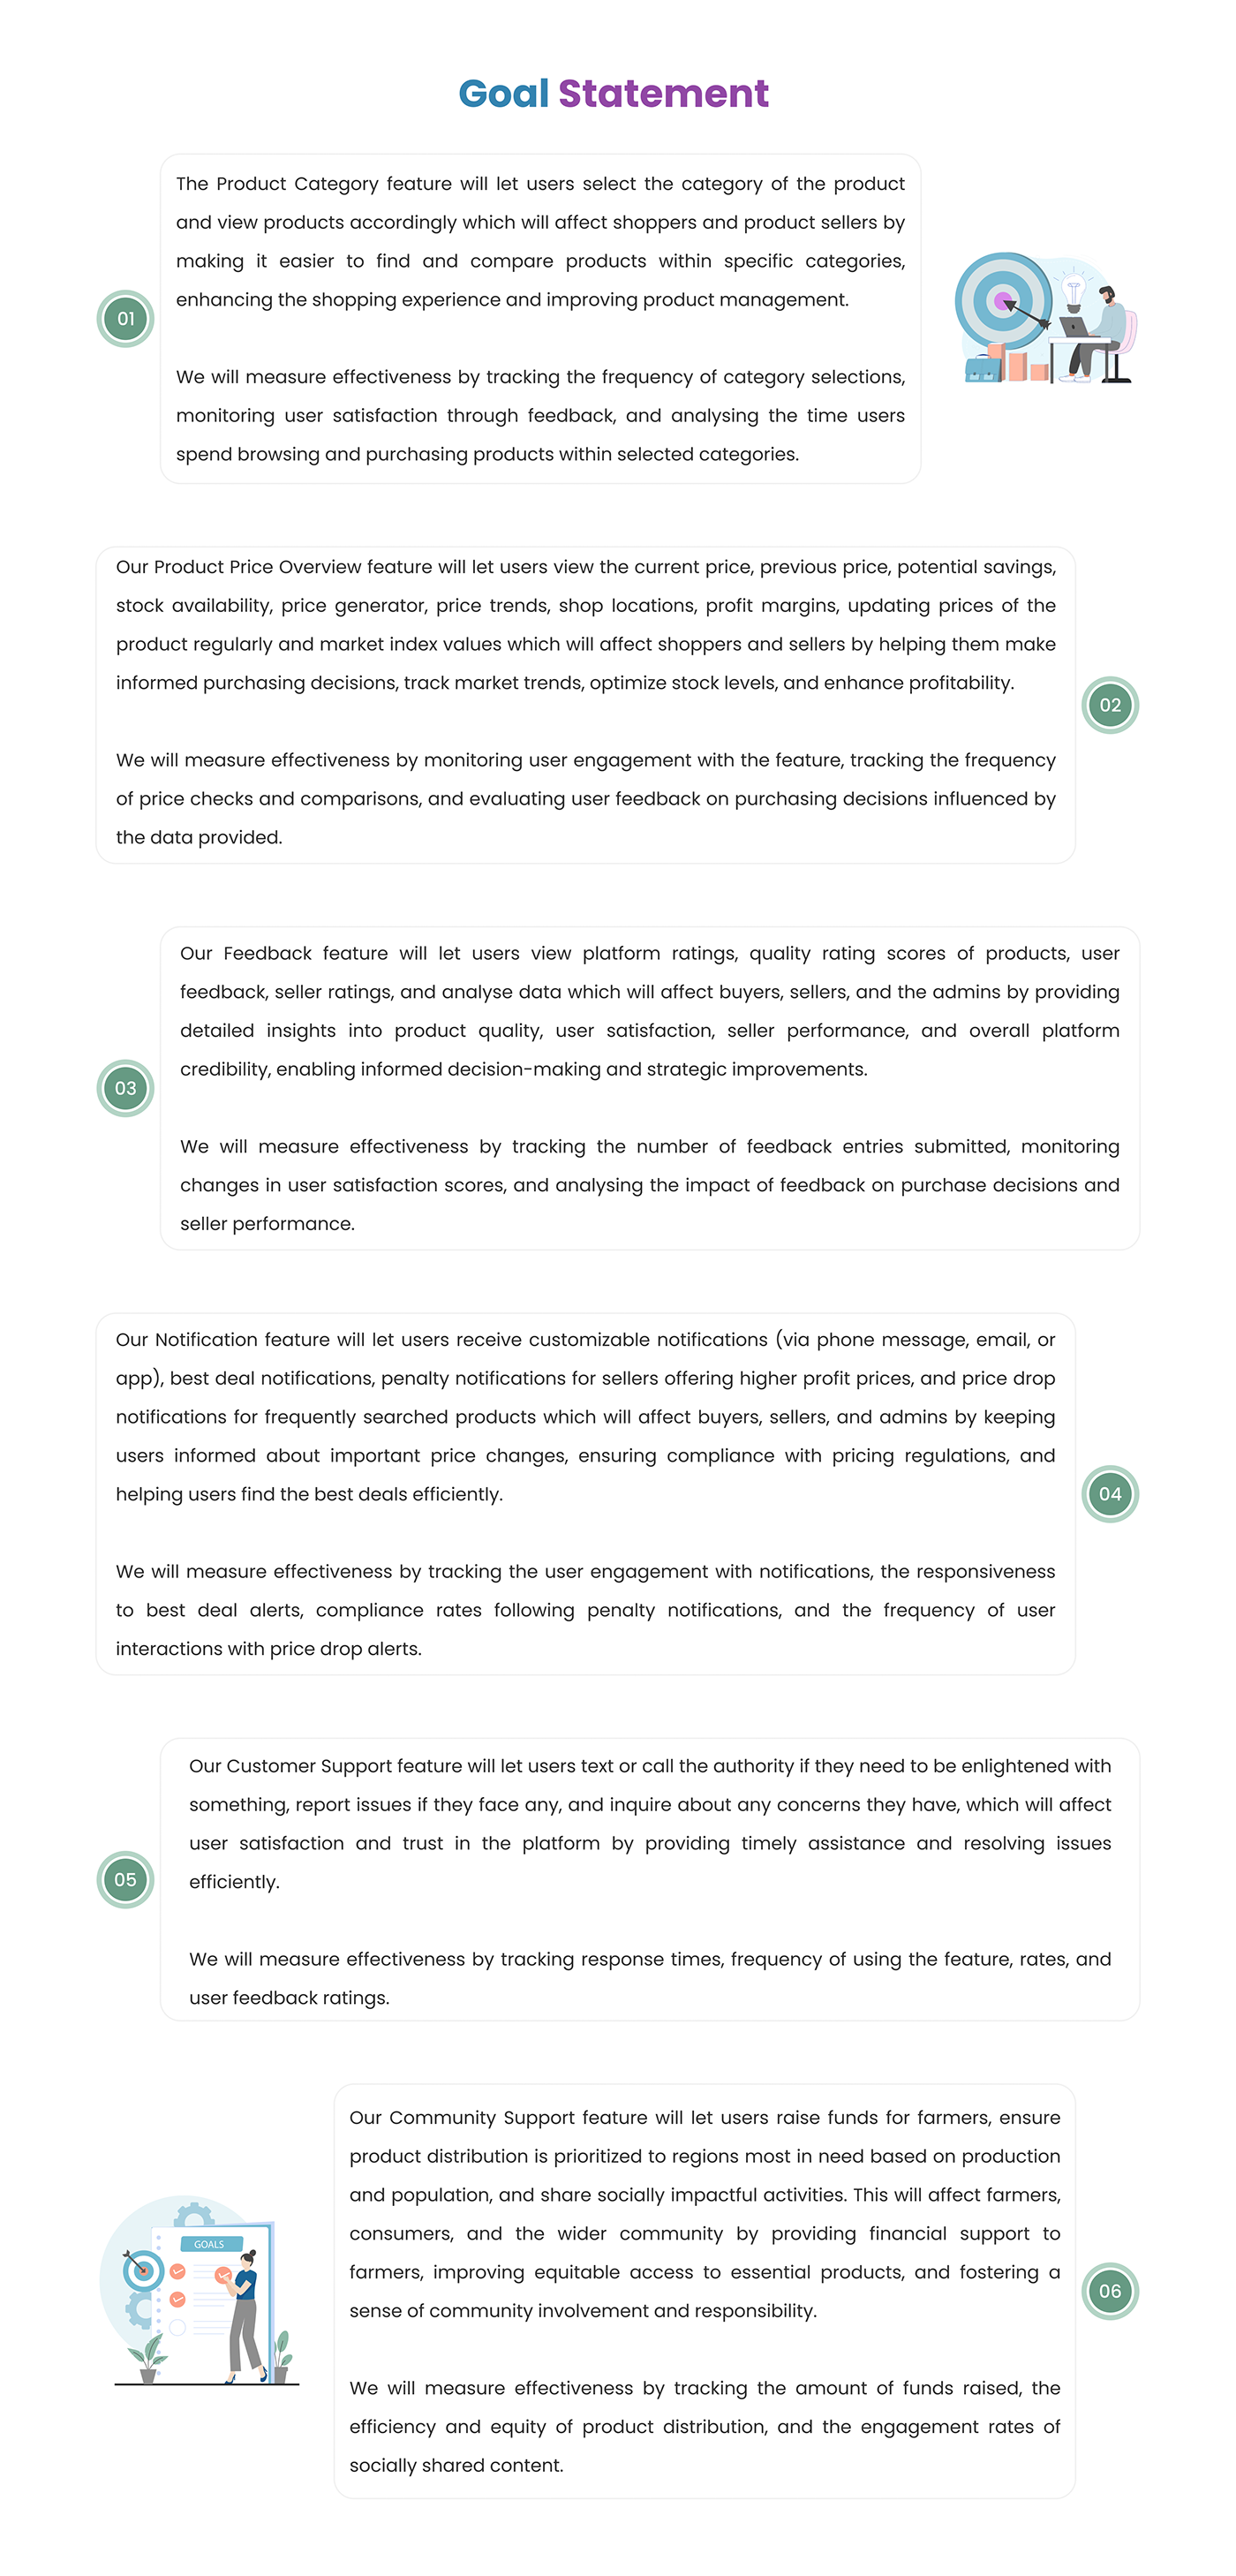 Goal Statement
The Product Category feature will let users select the category of the product
and view products accordingly which will affect shoppers and product sellers by
making it easier to find and compare products within specific categories,
enhancing the shopping experience and improving product management.
01
We will measure effectiveness by tracking the frequency of category selections,
monitoring user satisfaction through feedback, and analysing the time users
spend browsing and purchasing products within selected categories.
Our Product Price Overview feature will let users view the current price, previous price, potential savings,
stock availability, price generator, price trends, shop locations, profit margins, updating prices of the
product regularly and market index values which will affect shoppers and sellers by helping them make
informed purchasing decisions, track market trends, optimize stock levels, and enhance profitability.
02
We will measure effectiveness by monitoring user engagement with the feature, tracking the frequency
of price checks and comparisons, and evaluating user feedback on purchasing decisions influenced by
the data provided.
Our Feedback feature will let users view platform ratings, quality rating scores of products, user
feedback, seller ratings, and analyse data which will affect buyers, sellers, and the admins by providing
detailed insights into product quality, user satisfaction, seller performance, and overall platform
credibility, enabling informed decision-making and strategic improvements.
03
We will measure effectiveness by tracking the number of feedback entries submitted, monitoring
changes in user satisfaction scores, and analysing the impact of feedback on purchase decisions and
seller performance.
Our Notification feature will let users receive customizable notifications (via phone message, email, or
app), best deal notifications, penalty notifications for sellers offering higher profit prices, and price drop
notifications for frequently searched products which will affect buyers, sellers, and admins by keeping
users informed about important price changes, ensuring compliance with pricing regulations, and
helping users find the best deals efficiently.
04
We will measure effectiveness by tracking the user engagement with notifications, the responsiveness
to best deal alerts, compliance rates following penalty notifications, and the frequency of user
interactions with price drop alerts.
Our Customer Support feature will let users text or call the authority if they need to be enlightened with
something, report issues if they face any, and inquire about any concerns they have, which will affect
user satisfaction and trust in the platform by providing timely assistance and resolving issues
efficiently.
05
We will measure effectiveness by tracking response times, frequency of using the feature, rates, and
user feedback ratings.
Our Community Support feature will let users raise funds for farmers, ensure
product distribution is prioritized to regions most in need based on production
and population, and share socially impactful activities. This will affect farmers,
consumers, and the wider community by providing financial support to
farmers, improving equitable access to essential products, and fostering a
sense of community involvement and responsibility.
GOALS
06
We will measure effectiveness by tracking the amount of funds raised, the
efficiency and equity of product distribution, and the engagement rates of
socially shared content.